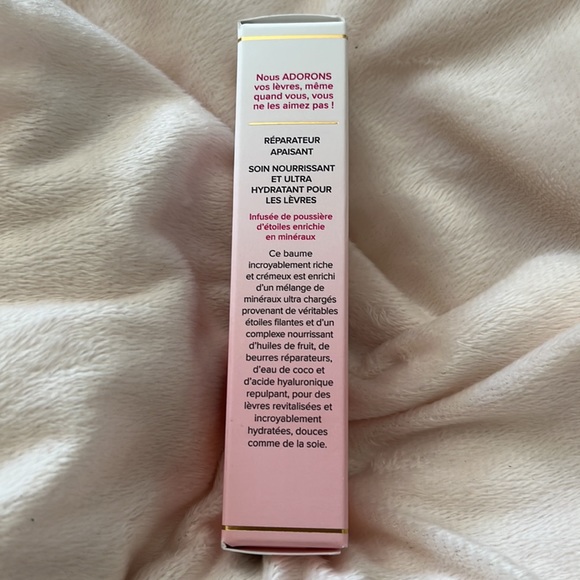 Nous ADORONS
vos lèvres, même
quand vous, vous
ne les aimez pas !
RÉPARATEUR
APAISANT
SOIN NOURRISSANT
ET ULTRA
HYDRATANT POUR
LES LÈVRES
Infusée de poussière
d'étoiles enrichie
en minéraux
Ce baume
incroyablement riche
et crémeux est enrichi
d'un mélange de
minéraux ultra chargés
provenant de véritables
étoiles filantes et d'un
complexe nourrissant
d'huiles de fruit, de
beurres réparateurs,
d'eau de coco et
d'acide hyaluronique
repulpant, pour des
lèvres revitalisées et
incroyablement
hydratées, douces
comme de la soie.